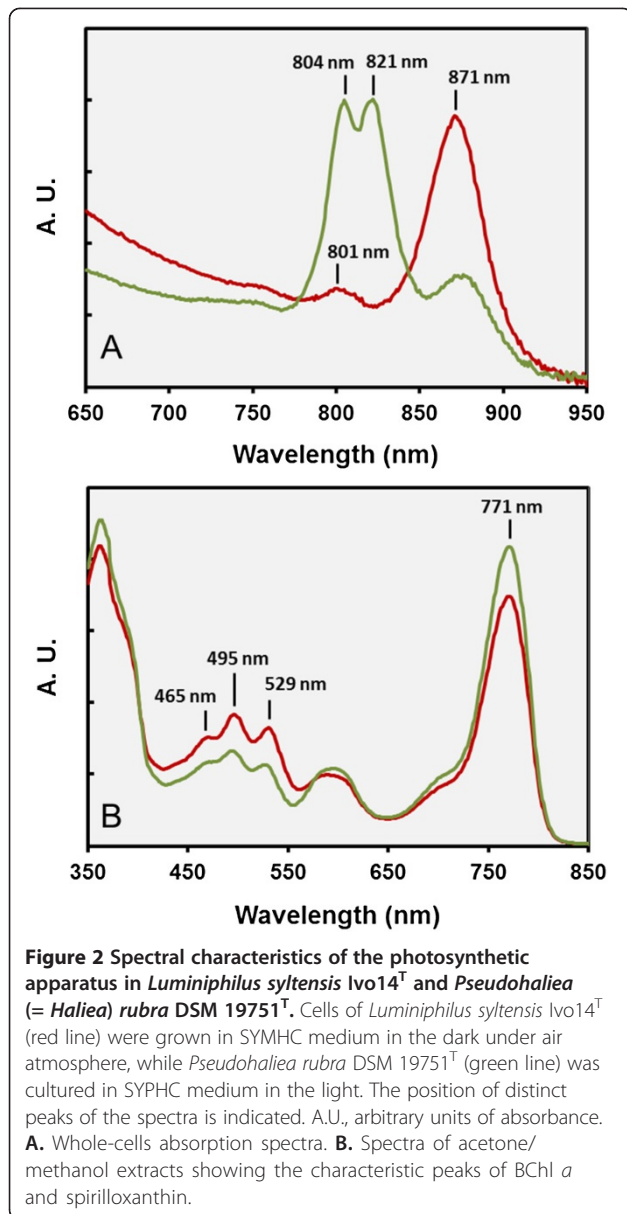 804 nm 821 nm 871 nm
801 nm
A. U.
A
650 700 750 800 850 900 950
Wavelength (nm)
771 nm
495 nm
465 nm 529 nm
A. U.
B
350 450 550 650 750 850
Wavelength (nm)
Figure 2 Spectral characteristics of the photosynthetic
apparatus in Luminiphilus syltensis Ivo14ᵀ and Pseudohaliea
(= Haliea) rubra DSM 19751ᵀ. Cells of Luminiphilus syltensis Ivo14ᵀ
(red line) were grown in SYMHC medium in the dark under air
atmosphere, while Pseudohaliea rubra DSM 19751ᵀ (green line) was
cultured in SYPHC medium in the light. The position of distinct
peaks of the spectra is indicated. A.U., arbitrary units of absorbance.
A. Whole-cells absorption spectra. B. Spectra of acetone/
methanol extracts showing the characteristic peaks of BChl a
and spirilloxanthin.